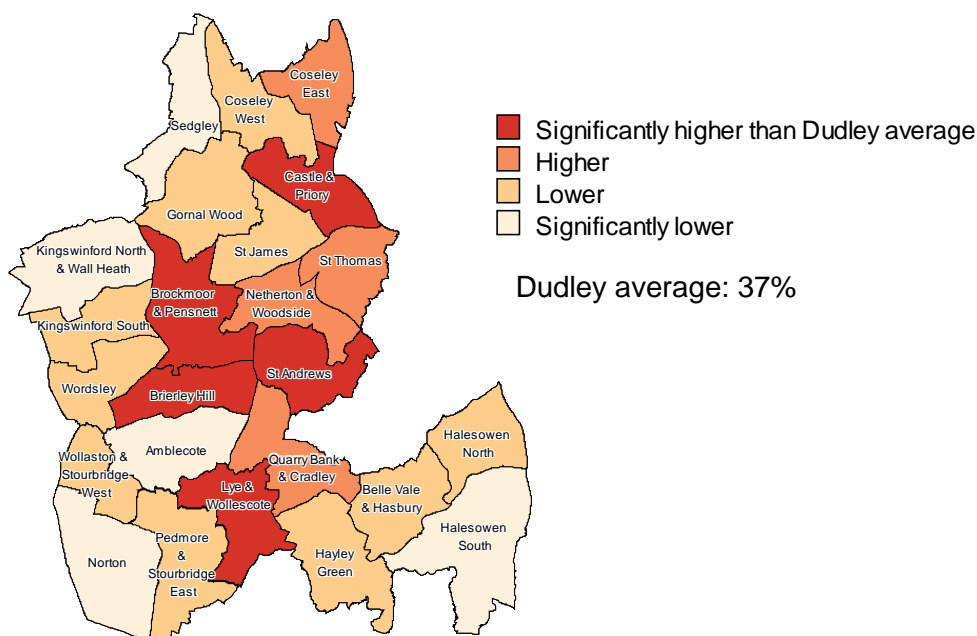 Coseley
East
Coseley
West
Sedgley
Castle &
Priory
Gornal Wood
Kingswinford North
& Wall Heath
St James
St Thomas
Brockmoor
& Pensnett
Netherton &
Woodside
Kingswinford South
St Andrews
Wordsley
Brierley Hill
Amblecote
Wollaston &
Stourbridge
West
Quarry Bank
& Cradley
Halesowen
North
Lye &
Wollescote
Belle Vale
& Hasbury
Halesowen
South
Pedmore
&
Stourbridge
East
Hayley
Green
Norton
Significantly higher than Dudley average
Higher
Lower
Significantly lower
Dudley average: 37%